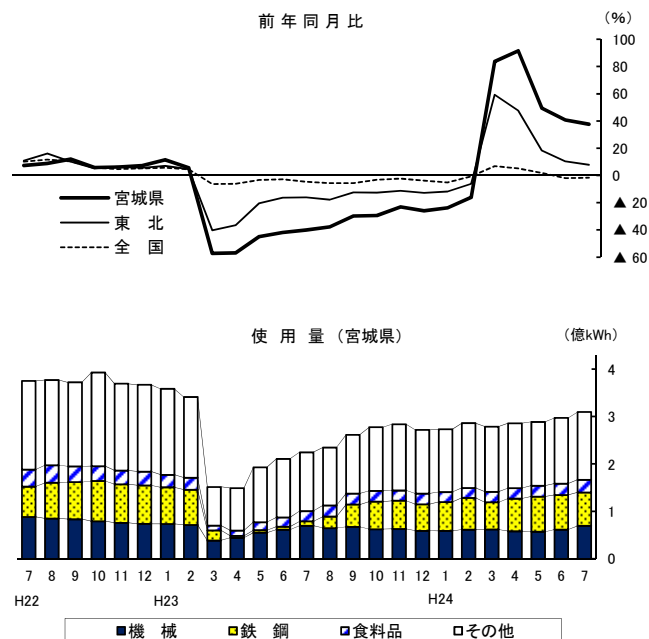 前 年 同 月 比
(%)
100
80
60
40
20
0
▲ 20
▲ 40
▲ 60
宮城県
東 北
全 国
使 用 量 (宮城県)
(億kWh)
4
3
2
1
0
7 8 9 10 11 12 1 2 3 4 5 6 7 8 9 10 11 12 1 2 3 4 5 6 7
H22 H23 H24
■機 械 鉄 鋼 食料品 □その他